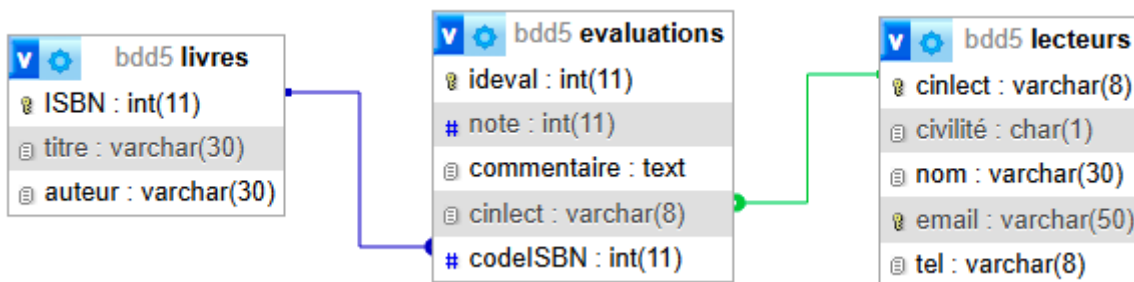 v bdd5 livres
ISBN : int(11)
titre : varchar(30)
auteur : varchar(30)
v bdd5 evaluations
ideval : int(11)
# note : int(11)
commentaire : text
cinlect : varchar(8)
# codeISBN : int(11)
v bdd5 lecteurs
cinlect : varchar(8)
civilité : char(1)
nom : varchar(30)
email : varchar(50)
tel : varchar(8)